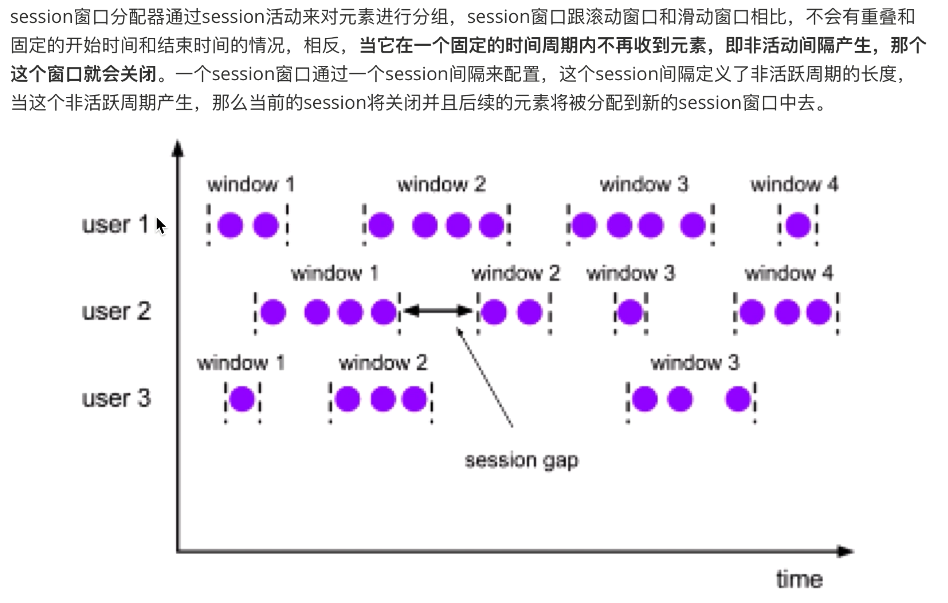 session窗口分配器通过session活动来对元素进行分组，session窗口跟滚动窗口和滑动窗口相比，不会有重叠和
固定的开始时间和结束时间的情况，相反，当它在一个固定的时间周期内不再收到元素，即非活动间隔产生，那个
这个窗口就会关闭。一个session窗口通过一个session间隔来配置，这个session间隔定义了非活跃周期的长度，
当这个非活跃周期产生，那么当前的session将关闭并且后续的元素将被分配到新的session窗口中去。
window 1 window 2 window 3 window 4
user 1
window 1 window 2 window 3 window 4
user 2
window 1 window 2 window 3
user 3
session gap
time